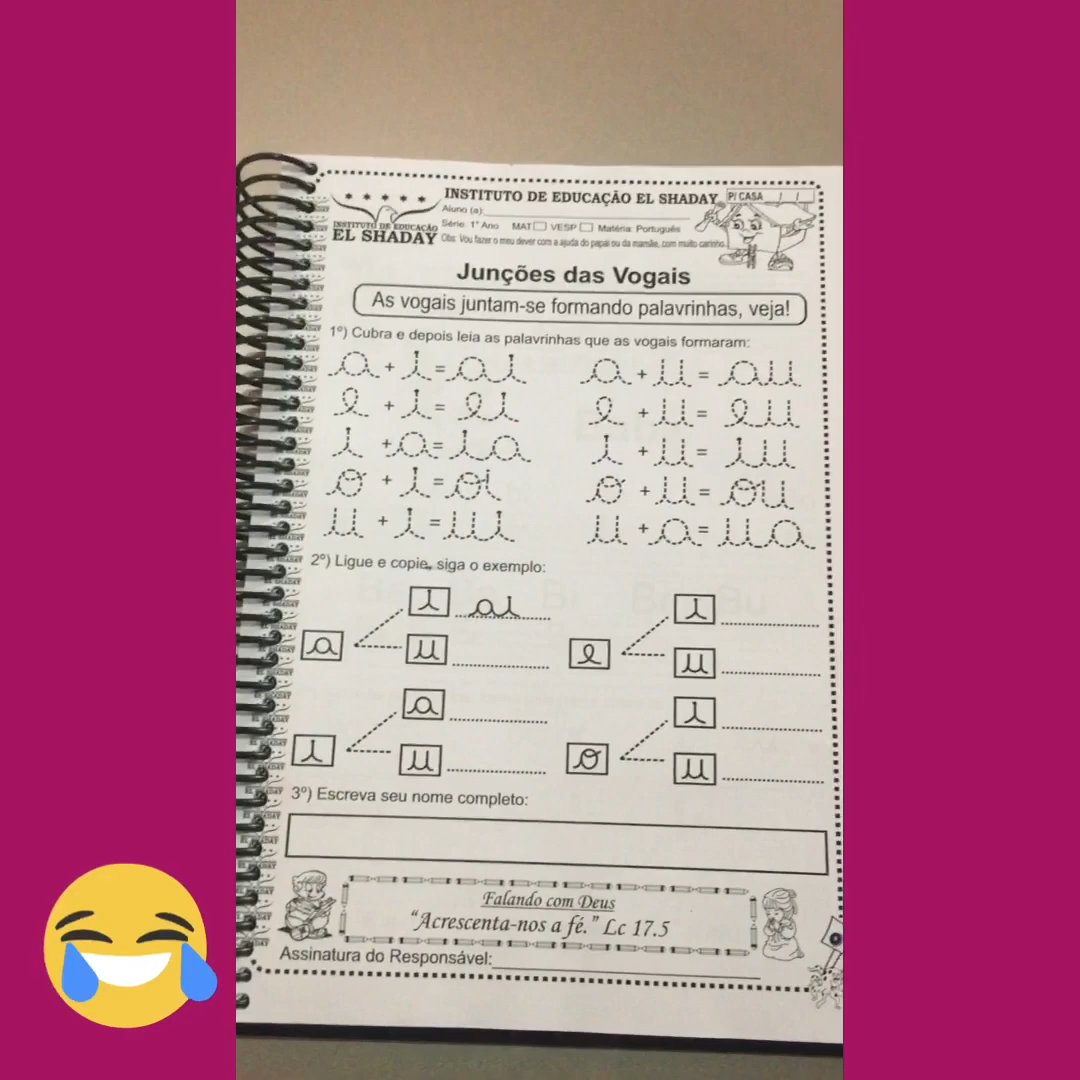 INSTITUTO DE EDUCAÇÃO EL SHADAY
P/ CASA / /
Aluno (a):
INSTITUTO DE EDUCAÇÃO
EL SHADAY
Série: 1° Ano MAT VESP Matéria: Português
Obs: Vou fazer o meu dever com a ajuda do papai ou da mamãe, com muito carinho.
Junções das Vogais
As vogais juntam-se formando palavrinhas, veja!
1º) Cubra e depois leia as palavrinhas que as vogais formaram:
a + i = ai a + u = au
e + i = ei e + u = eu
i + a = ia i + u = iu
o + i = oi o + u = ou
u + i = ui u + a = ua
2º) Ligue e copie, siga o exemplo:
i ai i
a e
u u
a i
i o
u u
3º) Escreva seu nome completo:
Falando com Deus
“Acrescenta-nos a fé.” Lc 17.5
Assinatura do Responsável: